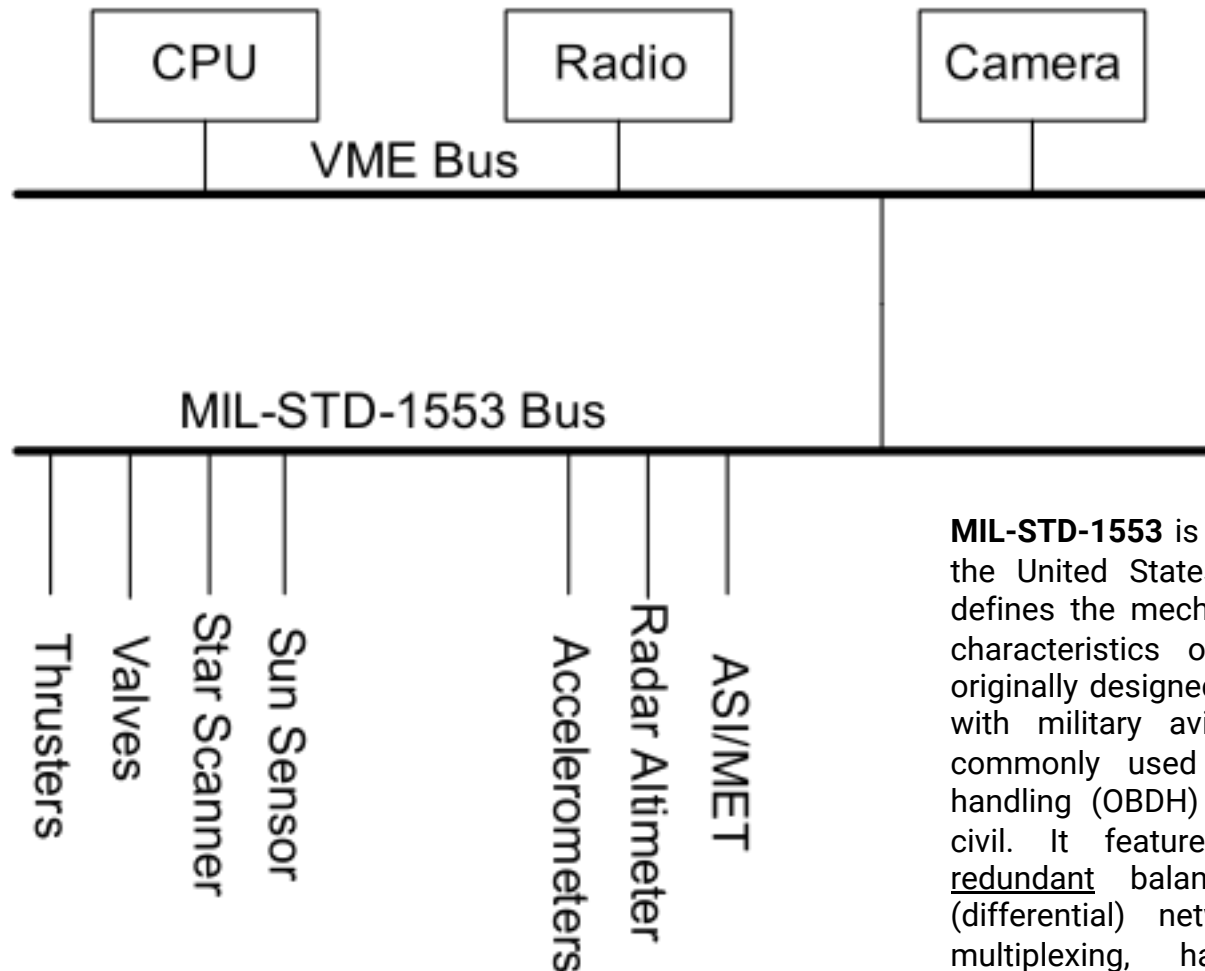 CPU
Radio
Camera
VME Bus
MIL-STD-1553 Bus
Thrusters
Valves
Star Scanner
Sun Sensor
Accelerometers
Radar Altimeter
ASI/MET
MIL-STD-1553 is
the United States
defines the mech
characteristics o
originally designed
with military avi
commonly used
handling (OBDH)
civil. It feature
redundant balan
(differential) net
multiplexing, ha